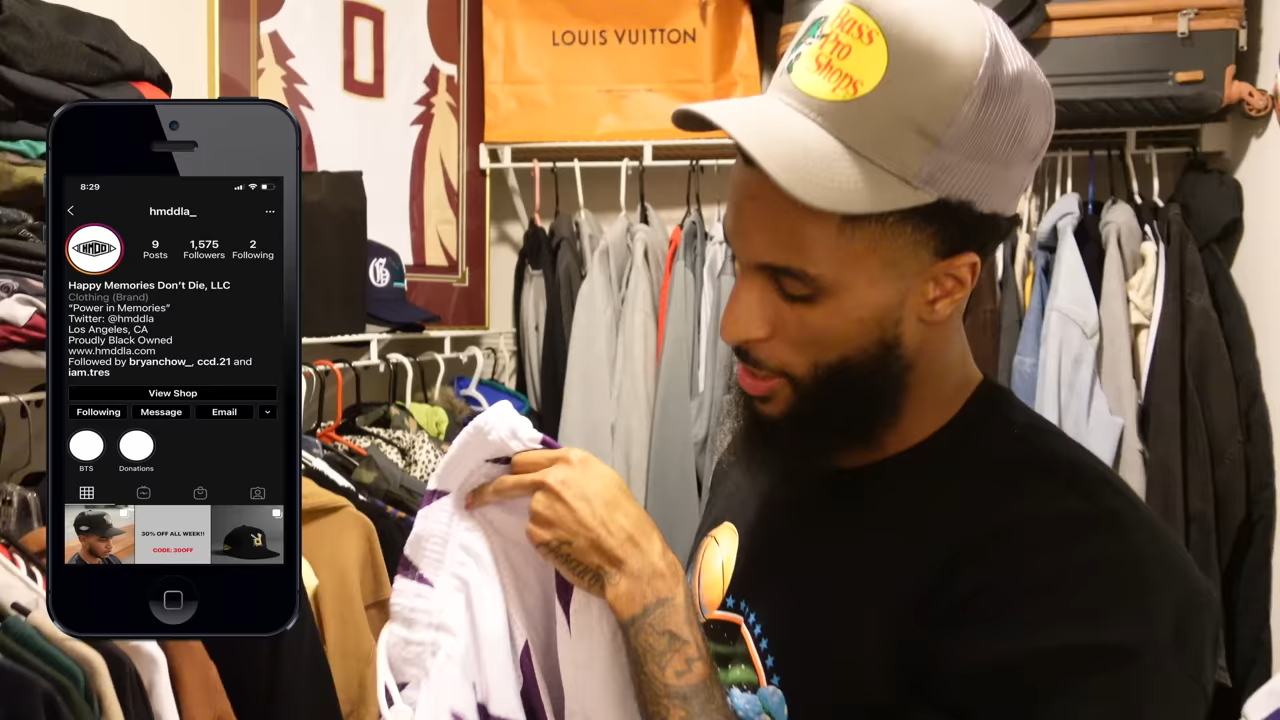 LOUIS VUITTON
Bass
Pro
Shops
8:29
hmddla_
HMDD
9
Posts
1,575
Followers
2
Following
Happy Memories Don't Die, LLC
Clothing (Brand)
"Power in Memories"
Twitter: @hmddla
Los Angeles, CA
Proudly Black Owned
www.hmddla.com
Followed by bryanchow_, ccd.21 and
iam.tres
View Shop
Following
Message
Email
BTS
Donations
30% OFF ALL WEEK!!
CODE: 30OFF